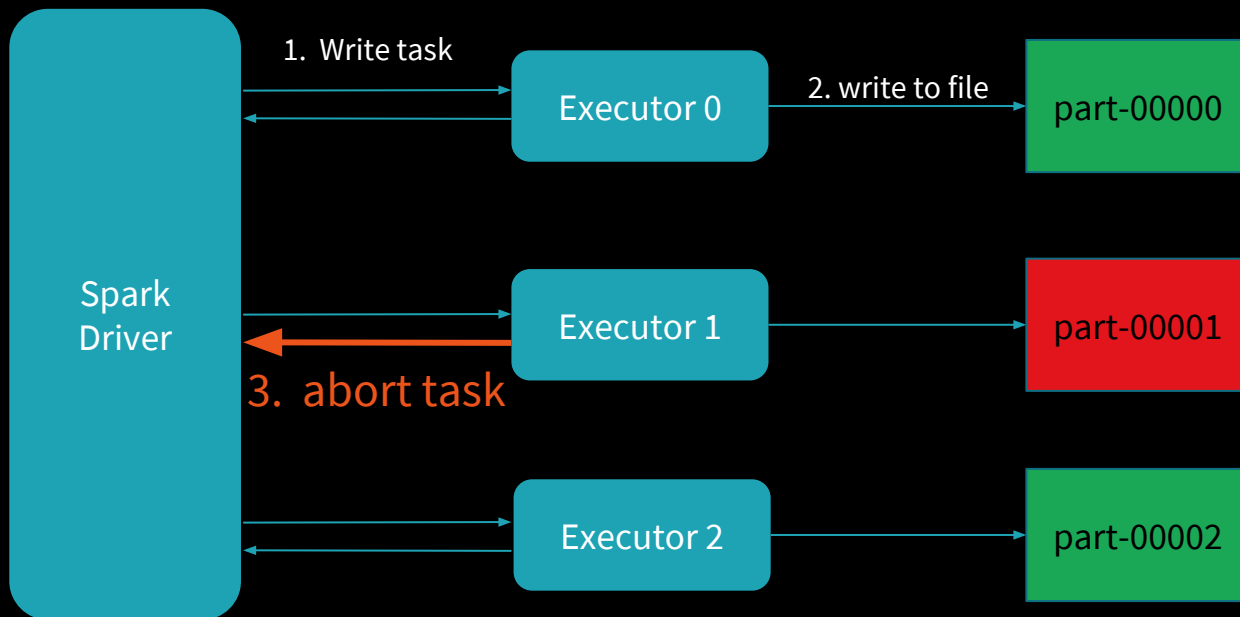 1. Write task
Executor 0
2. write to file
part-00000
Spark
Driver
Executor 1
part-00001
3. abort task
Executor 2
part-00002